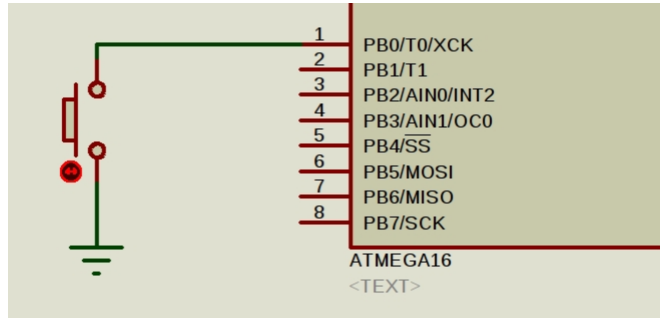 1 PB0/T0/XCK
2 PB1/T1
3 PB2/AIN0/INT2
4 PB3/AIN1/OC0
5 PB4/SS
6 PB5/MOSI
7 PB6/MISO
8 PB7/SCK
ATMEGA16
<TEXT>